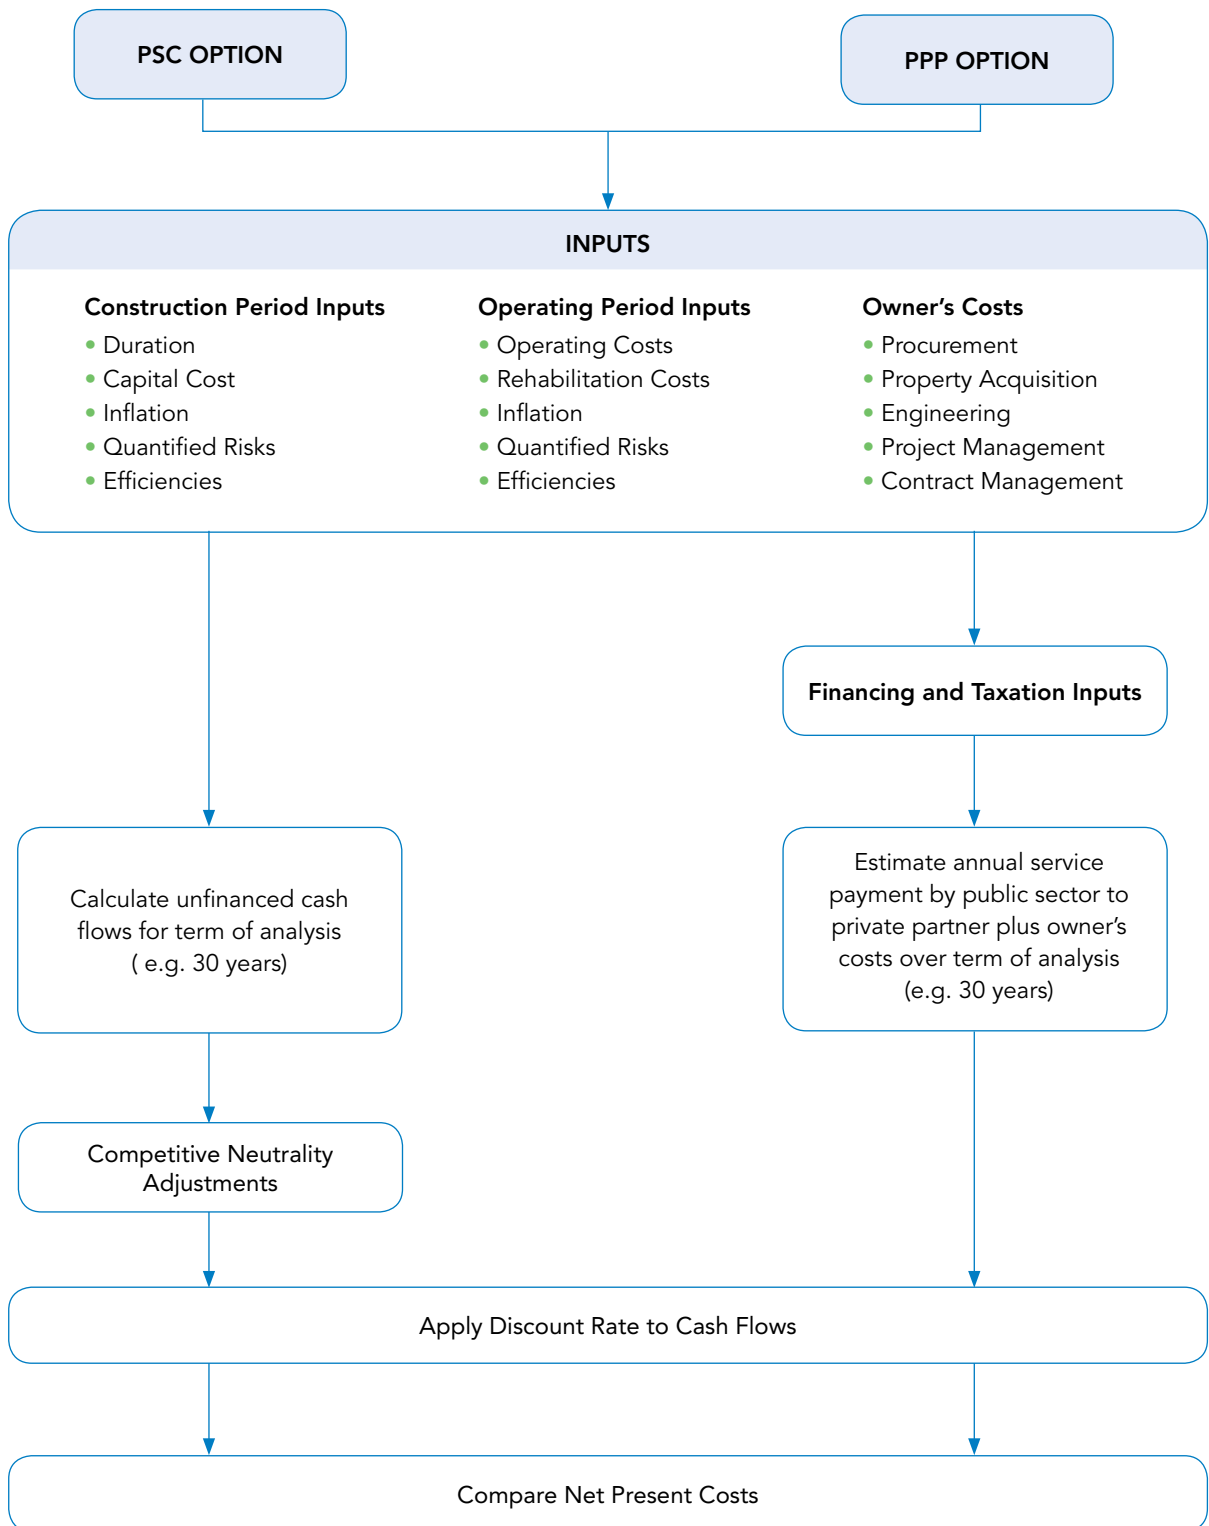 PSC OPTION
PPP OPTION
INPUTS
Construction Period Inputs
• Duration
• Capital Cost
• Inflation
• Quantified Risks
• Efficiencies
Operating Period Inputs
• Operating Costs
• Rehabilitation Costs
• Inflation
• Quantified Risks
• Efficiencies
Owner’s Costs
• Procurement
• Property Acquisition
• Engineering
• Project Management
• Contract Management
Financing and Taxation Inputs
Calculate unfinanced cash
flows for term of analysis
( e.g. 30 years)
Estimate annual service
payment by public sector to
private partner plus owner’s
costs over term of analysis
(e.g. 30 years)
Competitive Neutrality
Adjustments
Apply Discount Rate to Cash Flows
Compare Net Present Costs